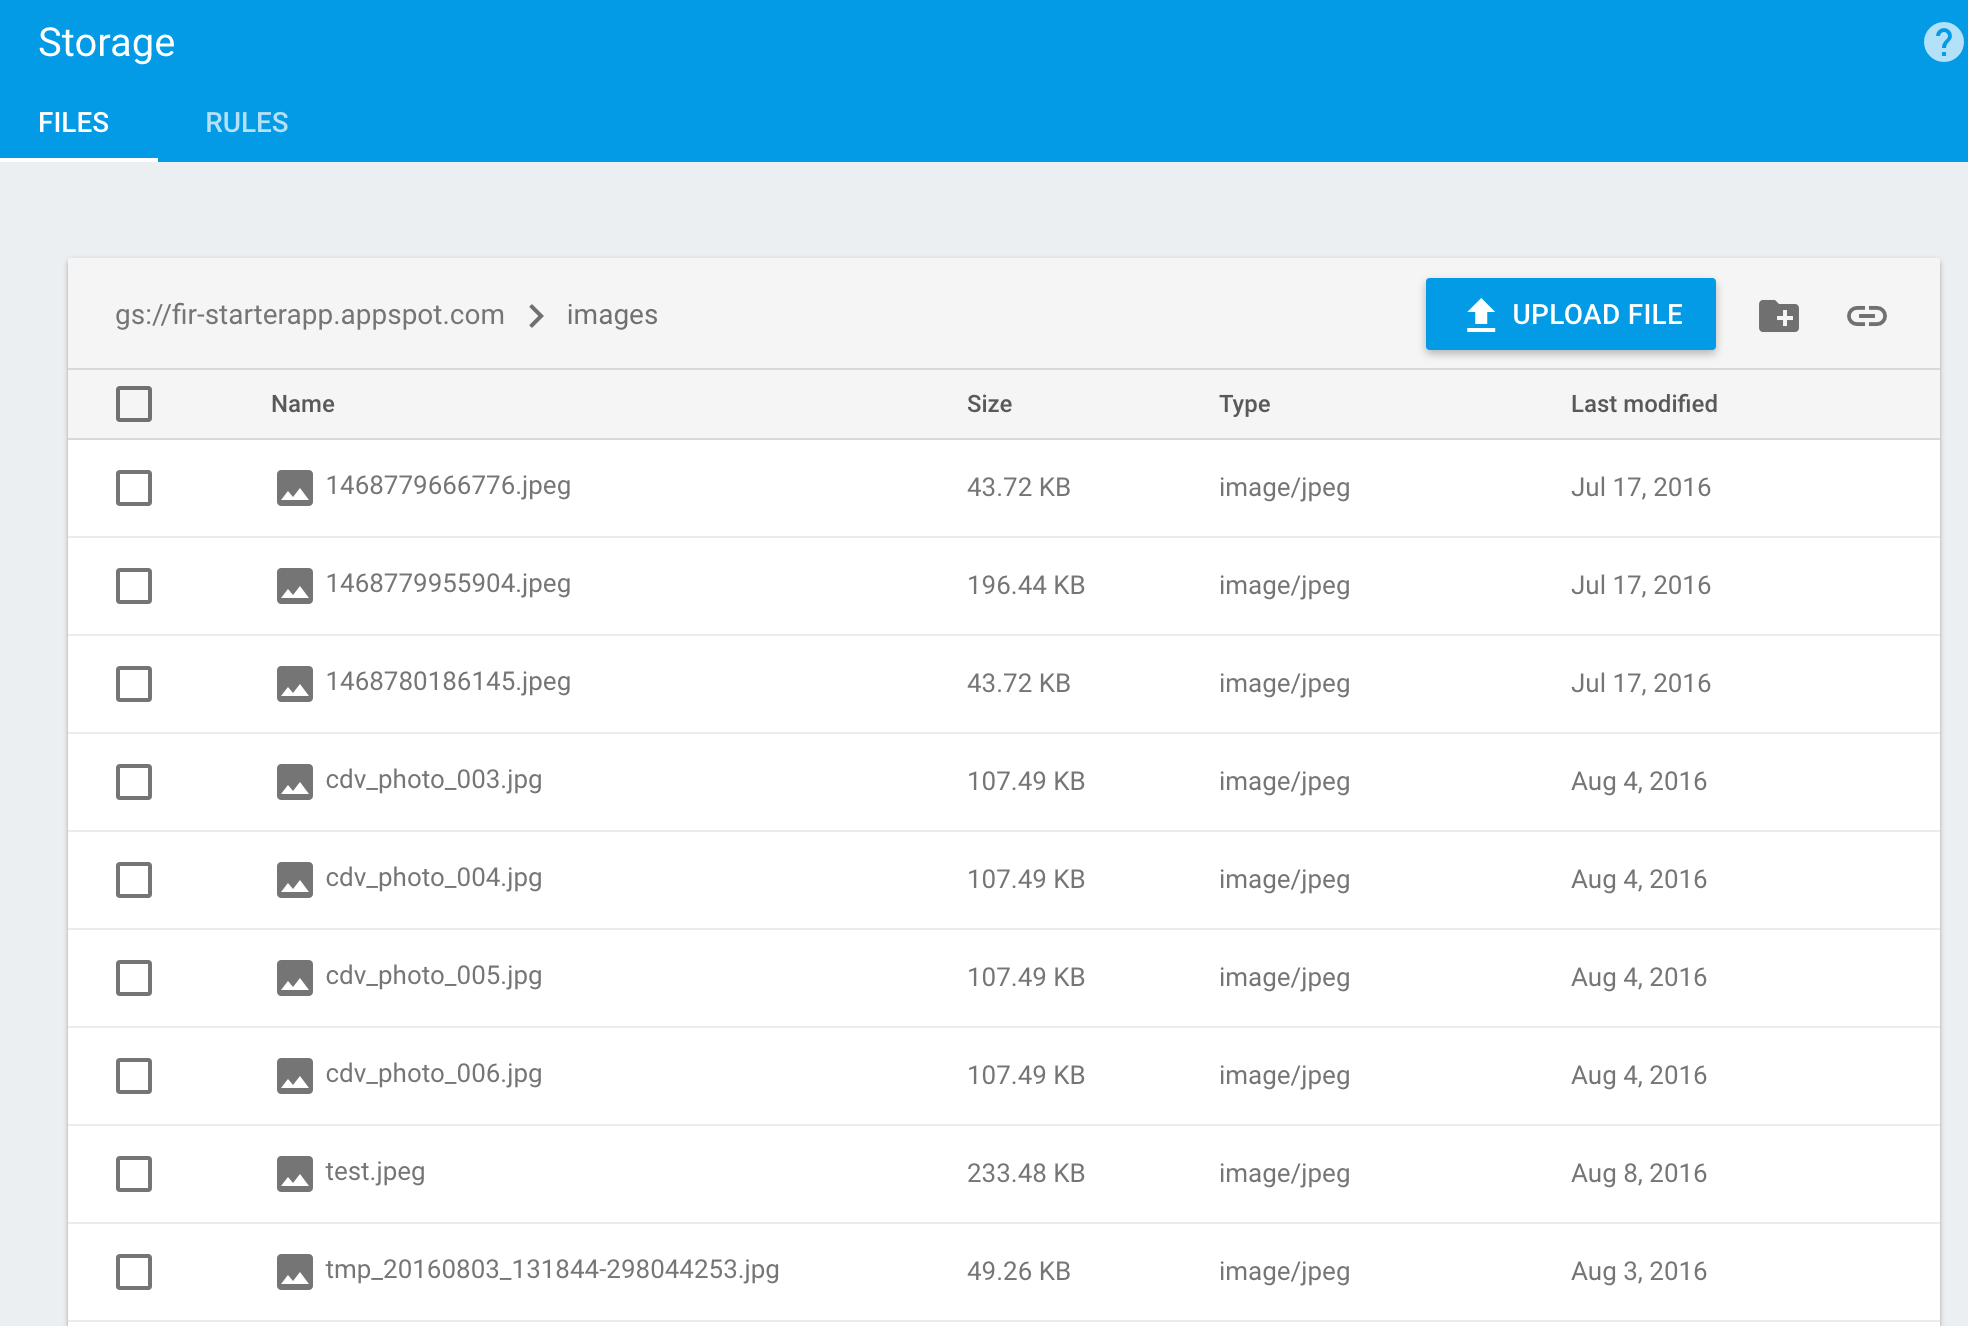 Storage
?
FILES RULES
gs://fir-starterapp.appspot.com images UPLOAD FILE
Name Size Type Last modified
1468779666776.jpeg 43.72 KB image/jpeg Jul 17, 2016
1468779955904.jpeg 196.44 KB image/jpeg Jul 17, 2016
1468780186145.jpeg 43.72 KB image/jpeg Jul 17, 2016
cdv_photo_003.jpg 107.49 KB image/jpeg Aug 4, 2016
cdv_photo_004.jpg 107.49 KB image/jpeg Aug 4, 2016
cdv_photo_005.jpg 107.49 KB image/jpeg Aug 4, 2016
cdv_photo_006.jpg 107.49 KB image/jpeg Aug 4, 2016
test.jpeg 233.48 KB image/jpeg Aug 8, 2016
tmp_20160803_131844-298044253.jpg 49.26 KB image/jpeg Aug 3, 2016